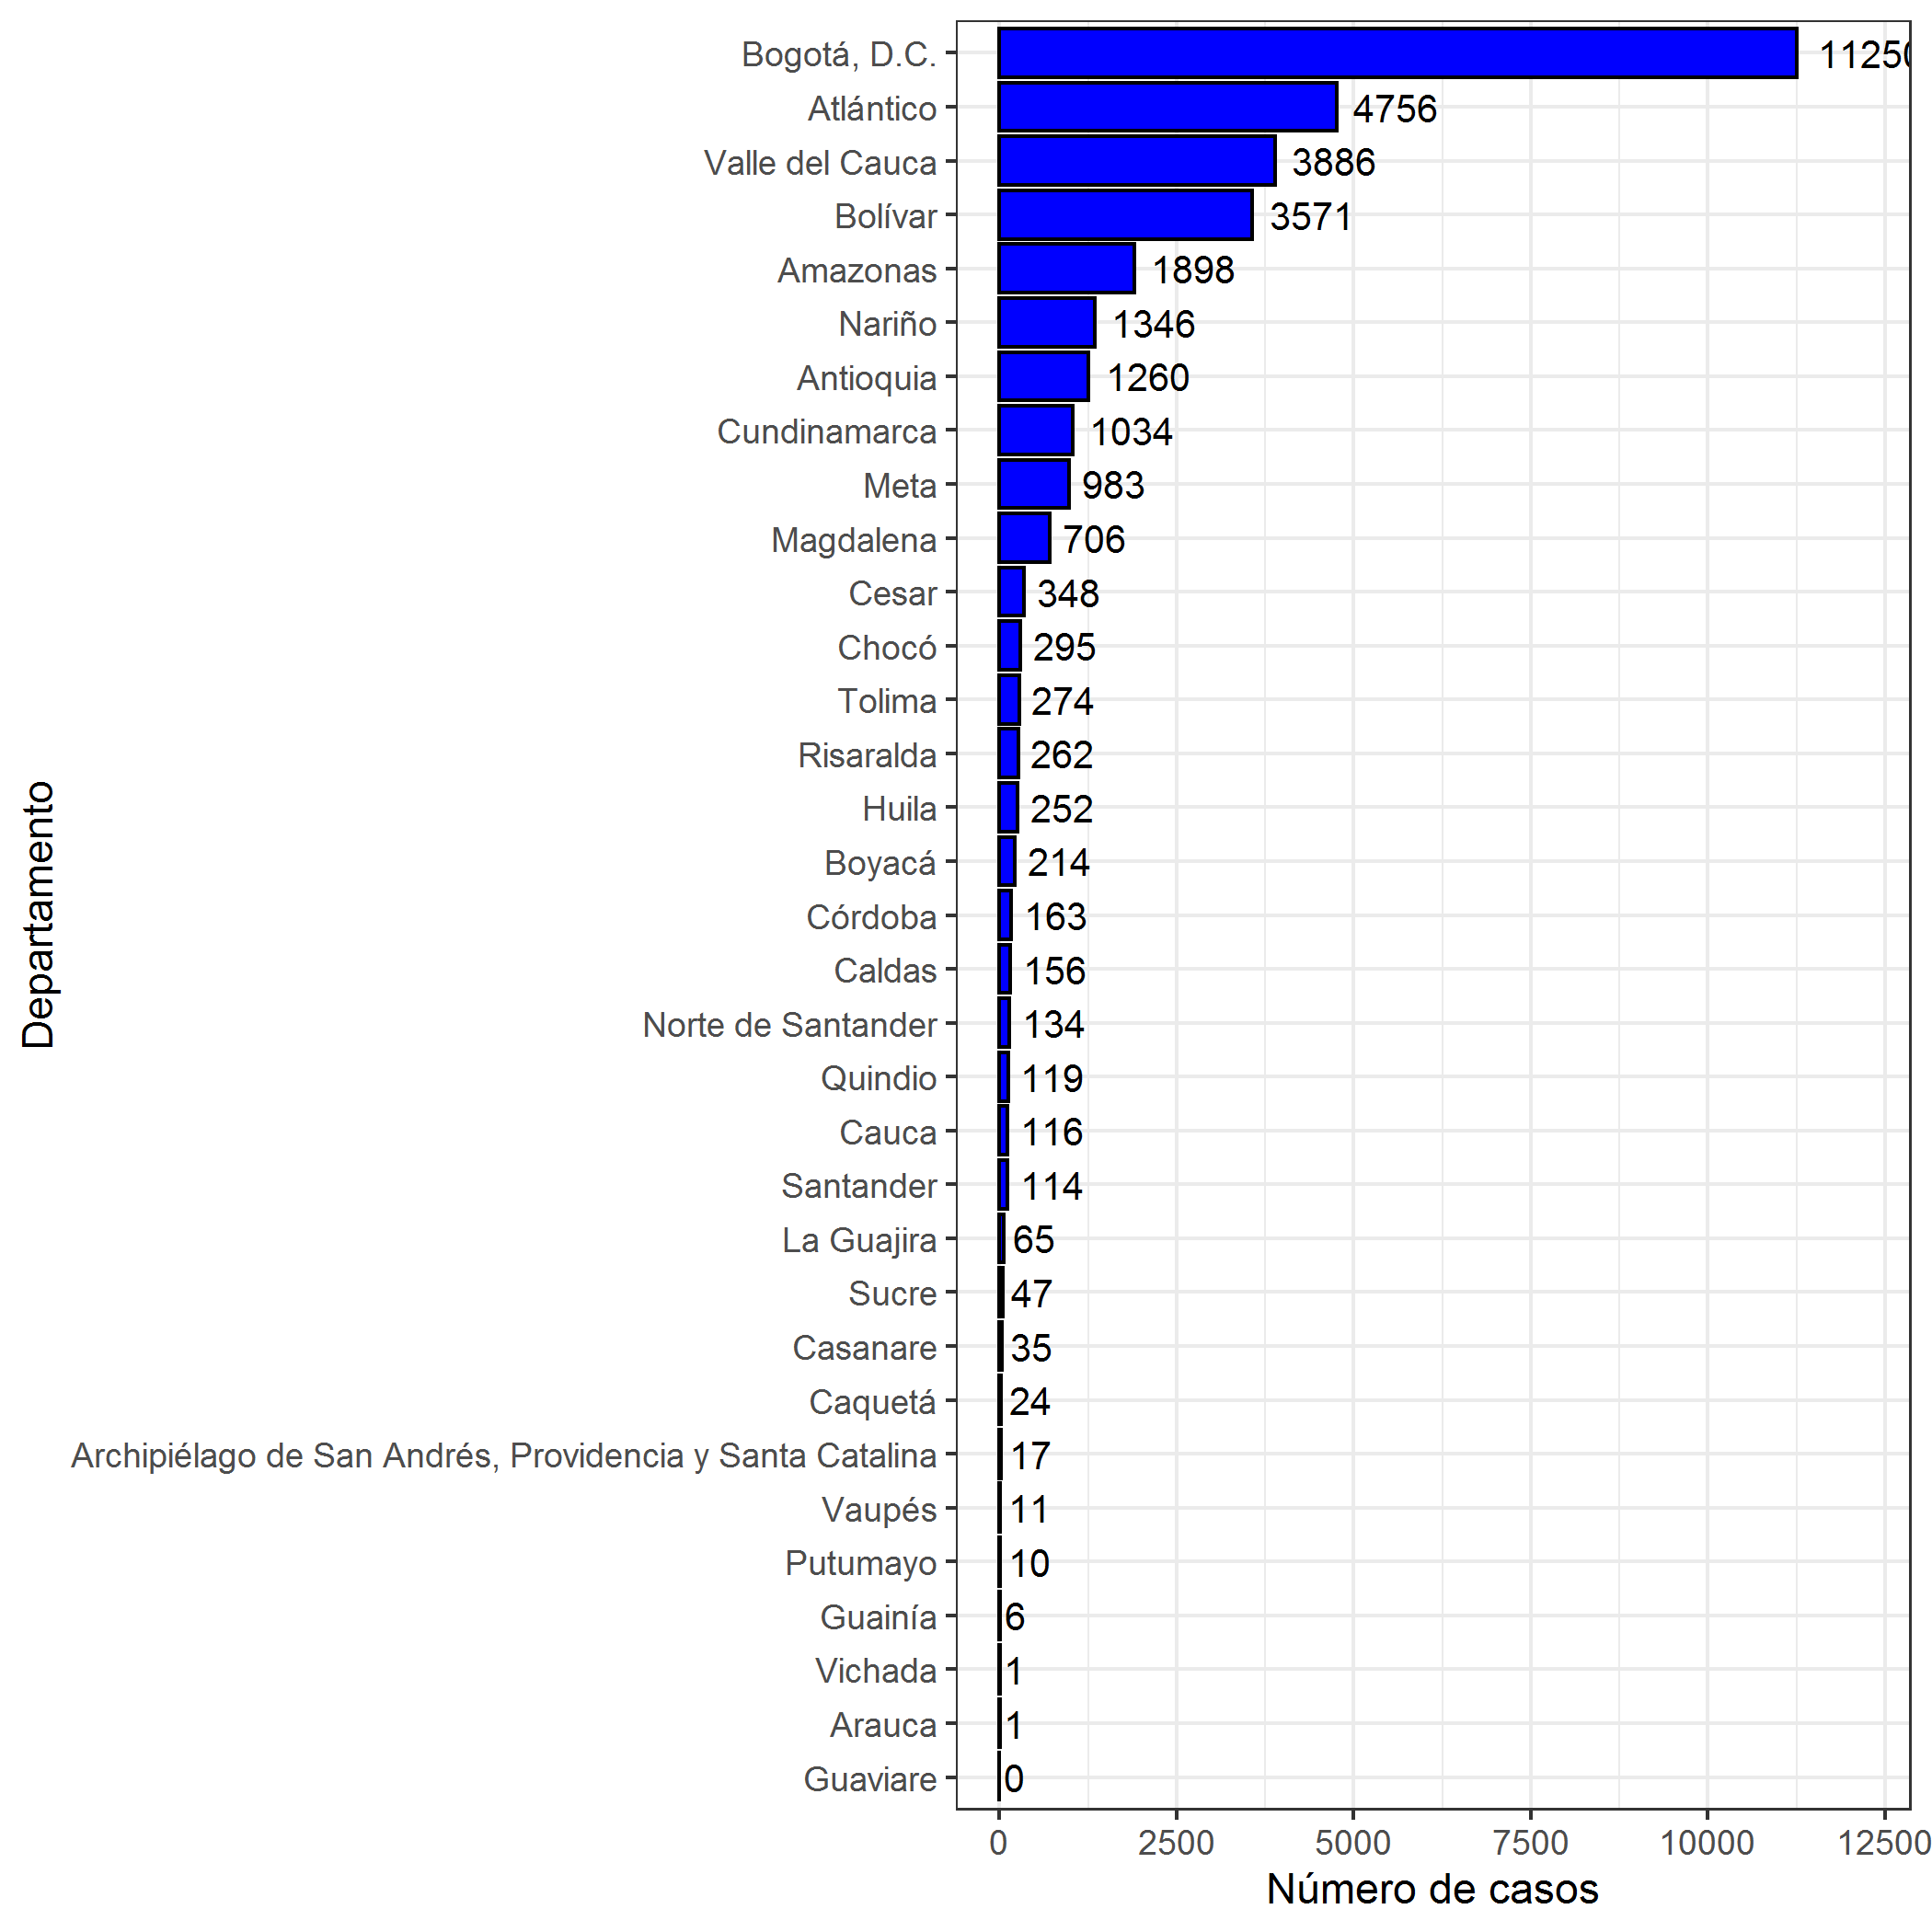 Bogotá, D.C. 11250
Atlántico 4756
Valle del Cauca 3886
Bolívar 3571
Amazonas 1898
Nariño 1346
Antioquia 1260
Cundinamarca 1034
Meta 983
Magdalena 706
Cesar 348
Chocó 295
Tolima 274
Risaralda 262
Huila 252
Boyacá 214
Córdoba 163
Caldas 156
Norte de Santander 134
Quindio 119
Cauca 116
Santander 114
La Guajira 65
Sucre 47
Casanare 35
Caquetá 24
Archipiélago de San Andrés, Providencia y Santa Catalina 17
Vaupés 11
Putumayo 10
Guainía 6
Vichada 1
Arauca 1
Guaviare 0
Departamento
0 2500 5000 7500 10000 12500
Número de casos